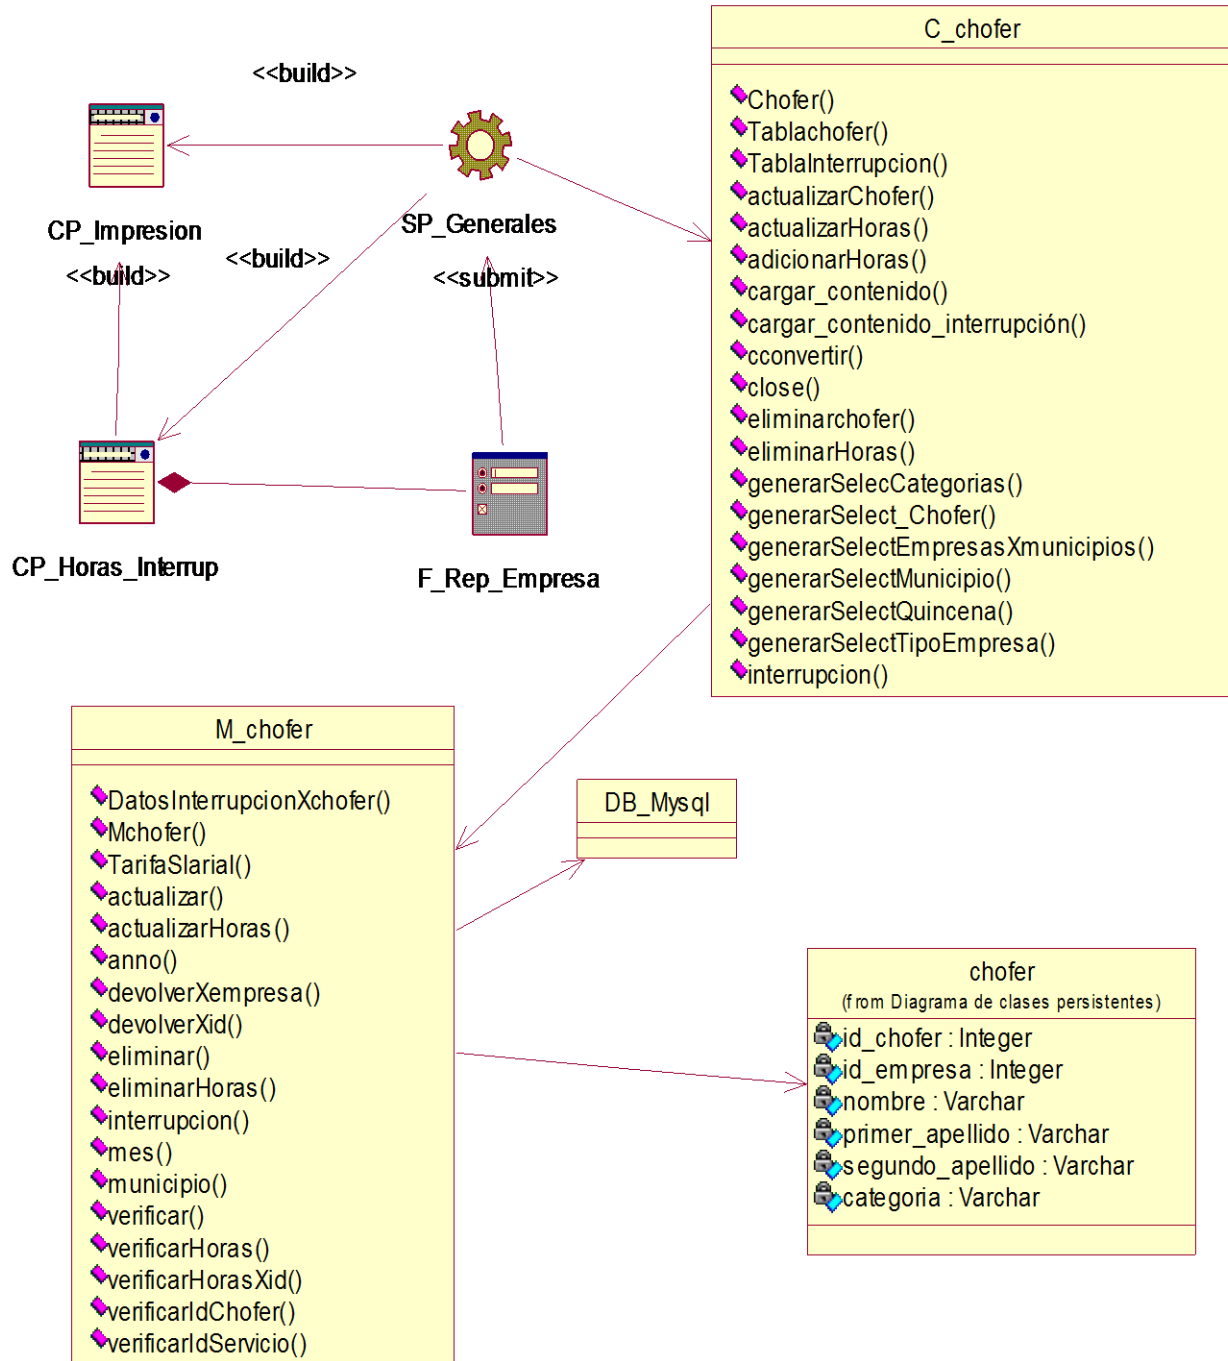 <<build>>
CP_Impresion
<<build>>
SP_Generales
<<build>>
<<submit>>
CP_Horas_Interrup
F_Rep_Empresa
C_chofer
Chofer()
Tablachofer()
TablaInterrupcion()
actualizarChofer()
actualizarHoras()
adicionarHoras()
cargar_contenido()
cargar_contenido_interrupción()
cconvertir()
close()
eliminarchofer()
eliminarHoras()
generarSelecCategorias()
generarSelect_Chofer()
generarSelectEmpresasXmunicipios()
generarSelectMunicipio()
generarSelectQuincena()
generarSelectTipoEmpresa()
interrupcion()
M_chofer
DatosInterrupcionXchofer()
Mchofer()
TarifaSlarial()
actualizar()
actualizarHoras()
anno()
devolverXempresa()
devolverXid()
eliminar()
eliminarHoras()
interrupcion()
mes()
municipio()
verificar()
verificarHoras()
verificarHorasXid()
verificarIdChofer()
verificarIdServicio()
DB_Mysql
chofer
(from Diagrama de clases persistentes)
id_chofer : Integer
id_empresa : Integer
nombre : Varchar
primer_apellido : Varchar
segundo_apellido : Varchar
categoria : Varchar